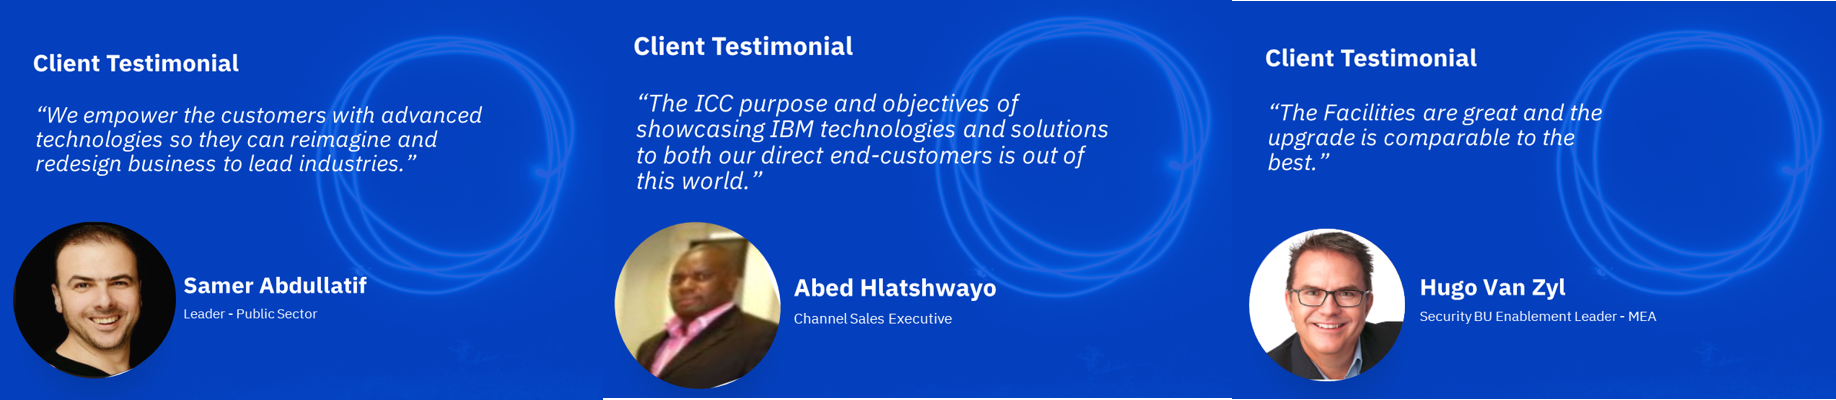 Client Testimonial
“We empower the customers with advanced
technologies so they can reimagine and
redesign business to lead industries.”
Samer Abdullatif
Leader - Public Sector
Client Testimonial
“The ICC purpose and objectives of
showcasing IBM technologies and solutions
to both our direct end-customers is out of
this world.”
Abed Hlatshwayo
Channel Sales Executive
Client Testimonial
“The Facilities are great and the
upgrade is comparable to the
best.”
Hugo Van Zyl
Security BU Enablement Leader - MEA